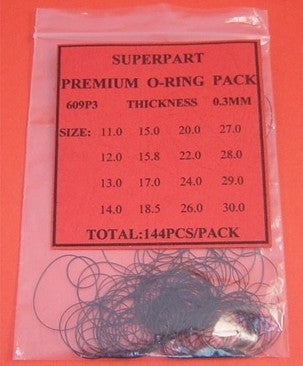 SUPERPART
PREMIUM O-RING PACK
609P3 THICKNESS 0.3MM
SIZE: 11.0 15.0 20.0 27.0
12.0 15.8 22.0 28.0
13.0 17.0 24.0 29.0
14.0 18.5 26.0 30.0
TOTAL:144PCS/PACK